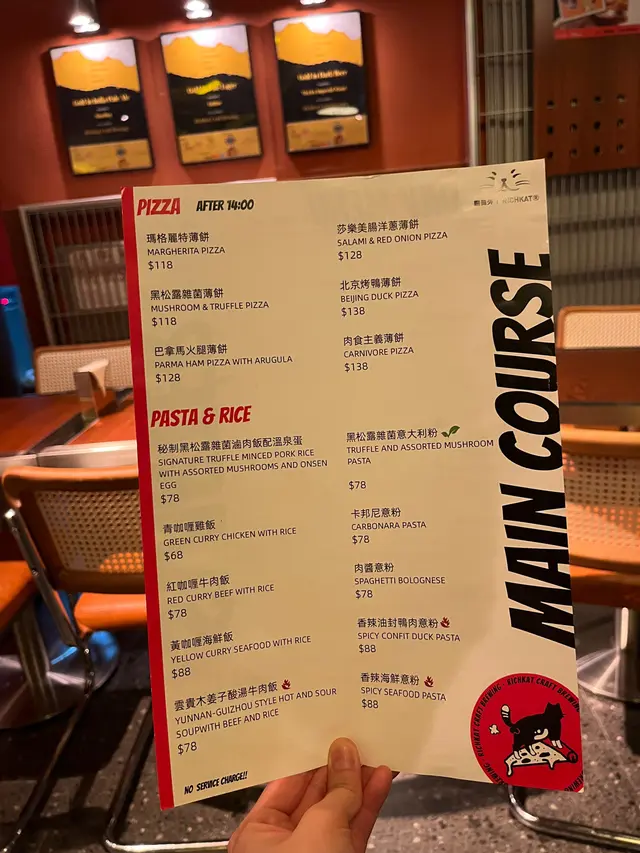 PIZZA AFTER 14:00
瑪格麗特薄餅
MARGHERITA PIZZA
$118
黑松露雜菌薄餅
MUSHROOM & TRUFFLE PIZZA
$118
巴拿馬火腿薄餅
PARMA HAM PIZZA WITH ARUGULA
$128
莎樂美腸洋蔥薄餅
SALAMI & RED ONION PIZZA
$128
北京烤鴨薄餅
BEIJING DUCK PIZZA
$138
肉食主義薄餅
CARNIVORE PIZZA
$138
PASTA & RICE
秘制黑松露雜菌滷肉飯配溫泉蛋
SIGNATURE TRUFFLE MINCED PORK RICE
WITH ASSORTED MUSHROOMS AND ONSEN
EGG
$78
青咖喱雞飯
GREEN CURRY CHICKEN WITH RICE
$68
紅咖喱牛肉飯
RED CURRY BEEF WITH RICE
$78
黃咖喱海鮮飯
YELLOW CURRY SEAFOOD WITH RICE
$88
雲貴木姜子酸湯牛肉飯
YUNNAN-GUIZHOU STYLE HOT AND SOUR
SOUPWITH BEEF AND RICE
$78
黑松露雜菌意大利粉
TRUFFLE AND ASSORTED MUSHROOM
PASTA
$78
卡邦尼意粉
CARBONARA PASTA
$78
肉醬意粉
SPAGHETTI BOLOGNESE
$78
香辣油封鴨肉意粉
SPICY CONFIT DUCK PASTA
$88
香辣海鮮意粉
SPICY SEAFOOD PASTA
$88
NO SERVICE CHARGE!!
MAIN COURSE
RICHKAT CRAFT BREWING